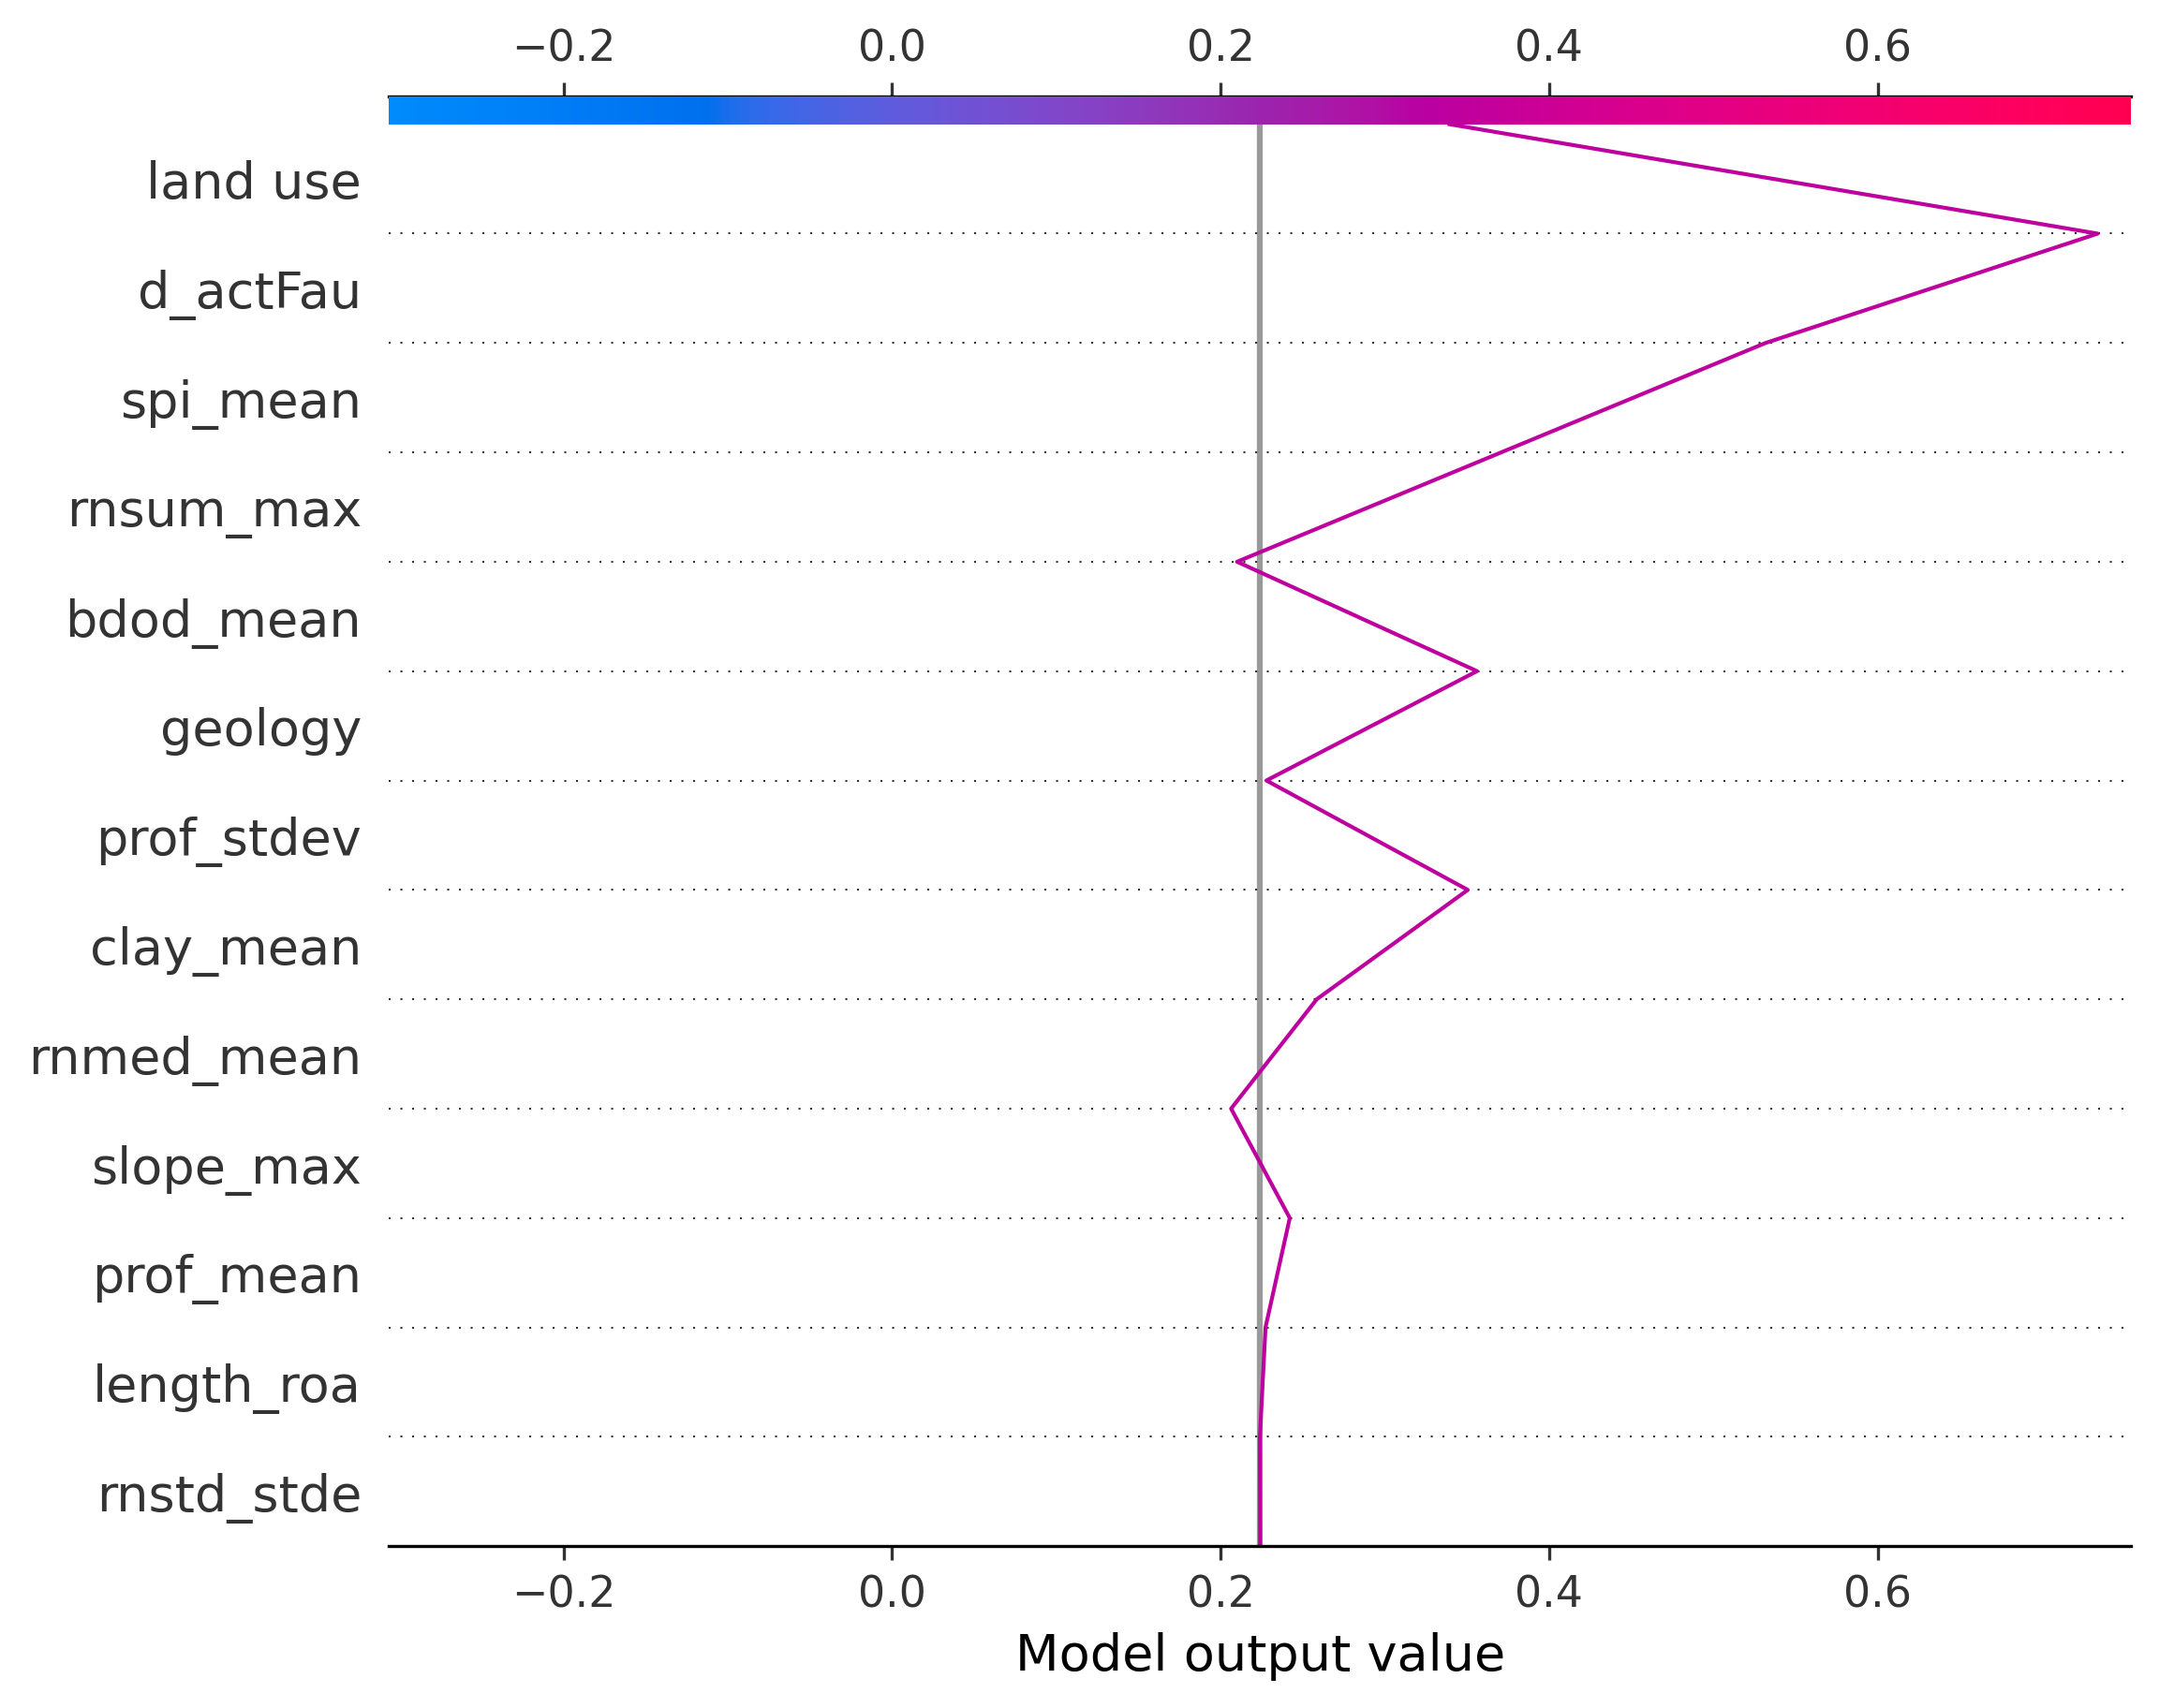 −0.2 0.0 0.2 0.4 0.6
land use
d_actFau
spi_mean
rnsum_max
bdod_mean
geology
prof_stdev
clay_mean
rnmed_mean
slope_max
prof_mean
length_roa
rnstd_stde
−0.2 0.0 0.2 0.4 0.6
Model output value